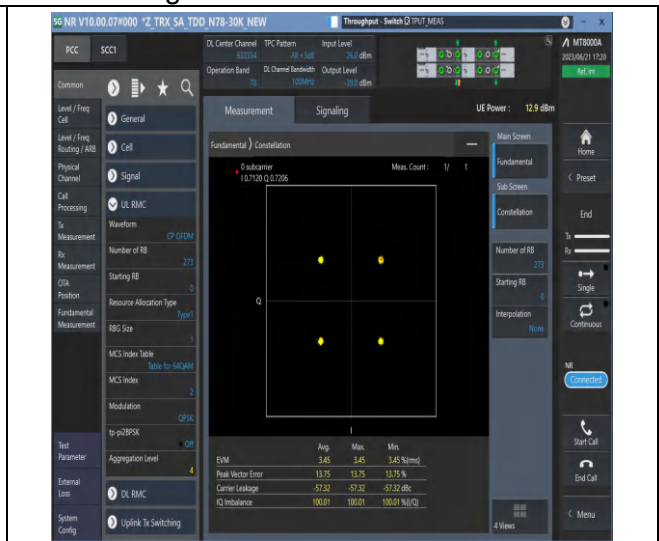 5G NR V10.00.07#000 *Z_TRX_SA_TDD_N78-30K_NEW
Throughput - Switch TPUT_MEAS
PCC
SCC1
DL Center Channel
633334
TPC Pattern
All +3dB
Input Level
26.0 dBm
Operation Band
78
DL Channel Bandwidth
100MHz
Output Level
dBm
MT8000A
2023/06/21 17:20
Ref. Int
Common
Level / Freq
Cell
Level / Freq
Routing / ARB
Physical
Channel
Call
Processing
Tx
Measurement
Rx
Measurement
OTA
Position
Fundamental
Measurement
Test
Parameter
External
Loss
System
Config
General
Cell
Signal
UL RMC
Waveform
CP OFDM
Number of RB
273
Starting RB
0
Resource Allocation Type
Type1
RBG Size
1
MCS Index Table
Table for 64QAM
MCS Index
2
Modulation
QPSK
tp-pi2BPSK
Off
Aggregation Level
4
DL RMC
Uplink Tx Switching
Measurement
Signaling
UE Power : 12.9 dBm
Fundamental Constellation
0 subcarrier
I 0.7120 Q 0.7206
Meas. Count : 1/ 1
Q
I
Avg. Max. Min.
EVM 3.45 3.45 3.45 %(rms)
Peak Vector Error 13.75 13.75 13.75 %
Carrier Leakage -57.32 -57.32 -57.32 dBc
IQ Imbalance 100.01 100.01 100.01 %(I/Q)
Main Screen
Fundamental
Sub Screen
Constellation
Number of RB
273
Starting RB
0
Interpolation
None
4 Views
Home
Preset
End
Tx
Rx
Single
Continuous
NR
Connected
Start Call
End Call
Menu